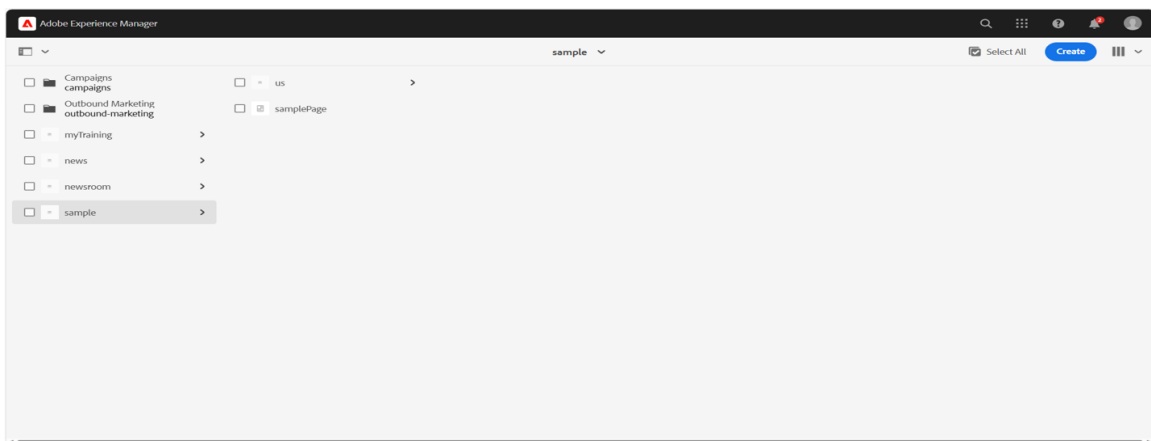 Adobe Experience Manager
2
sample
Select All
Create
Campaigns
campaigns
Outbound Marketing
outbound-marketing
myTraining
news
newsroom
sample
us
samplePage